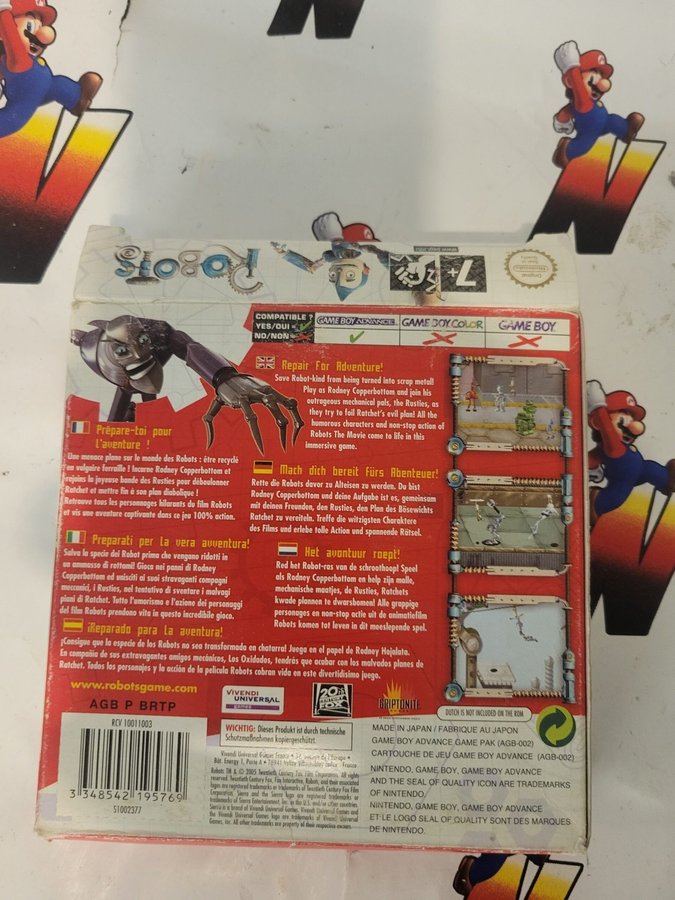 Robots
7+
Original
Nintendo
COMPATIBLE ?
YES/OUI
NO/NON
GAME BOY ADVANCE
GAME BOY COLOR
GAME BOY
Repair For Adventure!
Save Robot-kind from being turned into scrap metal!
Play as Rodney Copperbottom and join his
outrageous mechanical pals, the Rusties, as
they try to foil Ratchet's evil plan! All the
humorous characters and non-stop action of
Robots The Movie come to life in this
immersive game.
Prépare-toi pour
l'aventure !
Une menace plane sur le monde des Robots : être recyclé
en vulgaire ferraille ! Incarne Rodney Copperbottom et
rejoins la joyeuse bande des Rusties pour déboulonner
Ratchet et mettre fin à son plan diabolique !
Retrouve tous les personnages hilarants du film Robots
et vis une aventure captivante dans ce jeu 100% action.
Mach dich bereit fürs Abenteuer!
Rette die Robots davor zu Alteisen zu werden. Du bist
Rodney Copperbottom und deine Aufgabe ist es, gemeinsam
mit deinen Freunden, den Rusties, den Plan des Bösewichts
Ratchet zu vereiteln. Treffe die witzigsten Charaktere
des Films und erlebe tolle Action und spannende Rätsel.
Preparati per la vera avventura!
Salva la specie dei Robot prima che vengano ridotti in
un ammasso di rottami! Gioca nei panni di Rodney
Copperbottom ed unisciti ai suoi stravaganti compagni
meccanici, i Rusties, nel tentativo di sventare i malvagi
piani di Ratchet. Tutto l'umorismo e l'azione dei personaggi
del film Robots prendono vita in questo incredibile gioco.
Het avontuur roept!
Red het Robot-ras van de schroothoop! Speel
als Rodney Copperbottom en help zijn malle,
mechanische maatjes, de Rusties, Ratchets
kwade plannen te dwarsbomen! Alle grappige
personages en non-stop actie uit de animatiefilm
Robots komen tot leven in dit meeslepende spel.
¡Reparado para la aventura!
¡Consigue que la especie de los Robots no sea transformada en chatarra! Juega en el papel de Rodney Hojalata.
En compañía de sus extravagantes amigos mecánicos, Los Oxidados, tendrás que acabar con los malvados planes de
Ratchet. Todos los personajes y la acción de la película Robots cobran vida en este divertidísimo juego.
www.robotsgame.com
AGB P BRTP
RCV 10011003
3 348542 195769
S1002377
VIVENDI
UNIVERSAL
games
20th
CENTURY
FOX
GRIPTONITE
DUTCH IS NOT INCLUDED ON THE ROM
WICHTIG: Dieses Produkt ist durch technische
Schutzmaßnahmen kopiergeschützt.
MADE IN JAPAN / FABRIQUE AU JAPON
GAME BOY ADVANCE GAME PAK (AGB-002)
CARTOUCHE DE JEU GAME BOY ADVANCE (AGB-002)
NINTENDO, GAME BOY, GAME BOY ADVANCE
AND THE SEAL OF QUALITY ICON ARE TRADEMARKS
OF NINTENDO.
NINTENDO, GAME BOY, GAME BOY ADVANCE
ET LE LOGO SEAL OF QUALITY SONT DES MARQUES
DE NINTENDO.